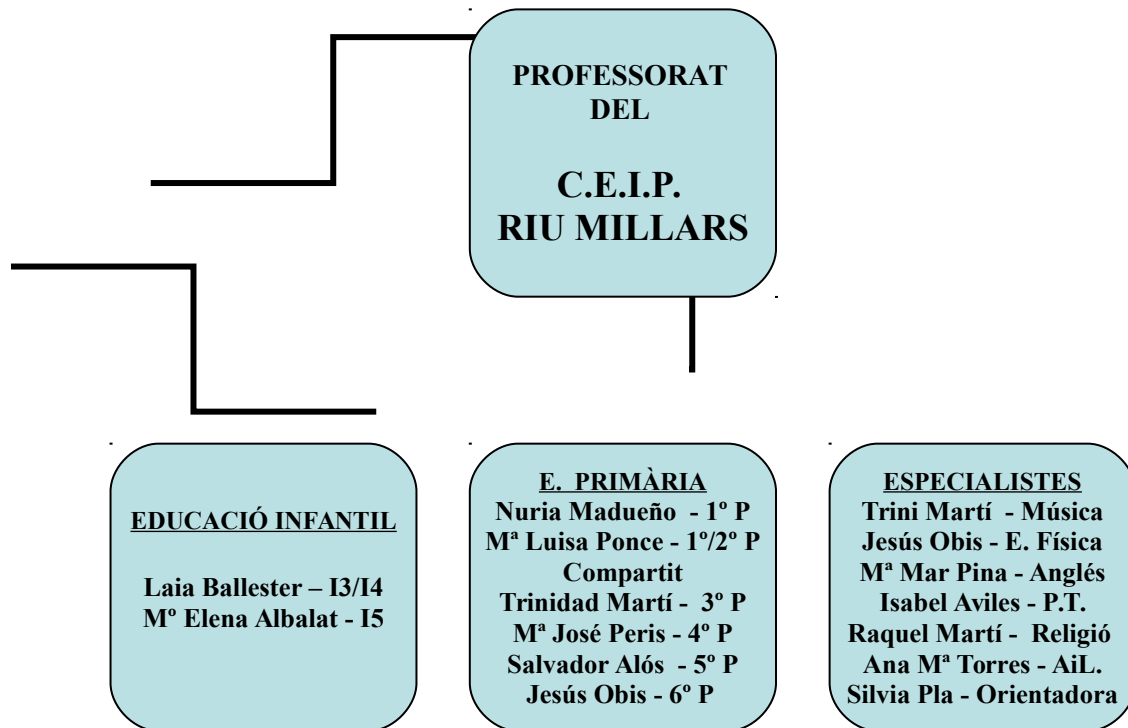 PROFESSORAT
DEL
C.E.I.P.
RIU MILLARS
EDUCACIÓ INFANTIL
Laia Ballester – I3/I4
Mº Elena Albalat - I5
E. PRIMÀRIA
Nuria Madueño - 1º P
Mª Luisa Ponce - 1º/2º P
Compartit
Trinidad Martí - 3º P
Mª José Peris - 4º P
Salvador Alós - 5º P
Jesús Obis - 6º P
ESPECIALISTES
Trini Martí - Música
Jesús Obis - E. Física
Mª Mar Pina - Anglés
Isabel Aviles - P.T.
Raquel Martí - Religió
Ana Mª Torres - AiL.
Silvia Pla - Orientadora